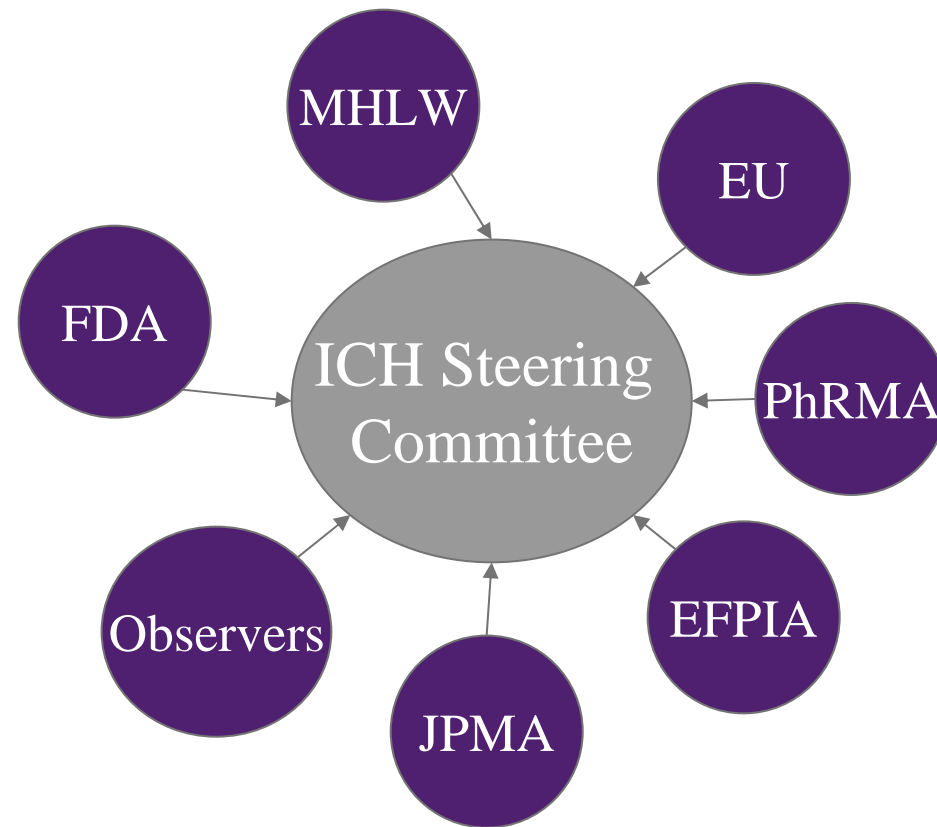 MHLW
EU
FDA
ICH Steering
Committee
PhRMA
Observers
EFPIA
JPMA